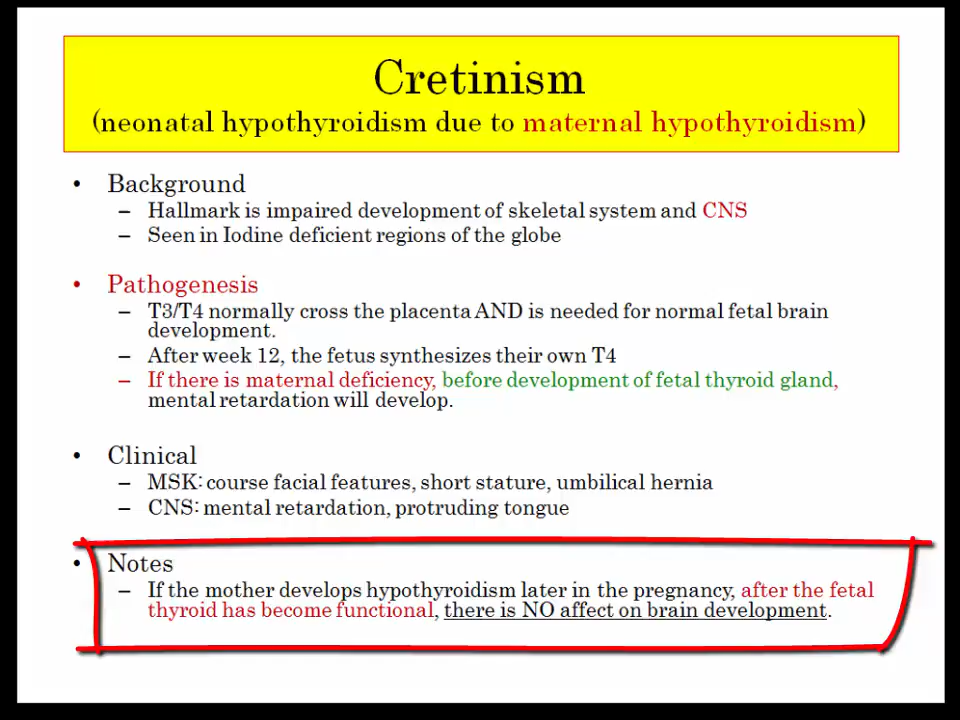 Cretinism
(neonatal hypothyroidism due to maternal hypothyroidism)
• Background
– Hallmark is impaired development of skeletal system and CNS
– Seen in Iodine deficient regions of the globe
• Pathogenesis
– T3/T4 normally cross the placenta AND is needed for normal fetal brain
development.
– After week 12, the fetus synthesizes their own T4
– If there is maternal deficiency, before development of fetal thyroid gland,
mental retardation will develop.
• Clinical
– MSK: course facial features, short stature, umbilical hernia
– CNS: mental retardation, protruding tongue
• Notes
– If the mother develops hypothyroidism later in the pregnancy, after the fetal
thyroid has become functional, there is NO affect on brain development.